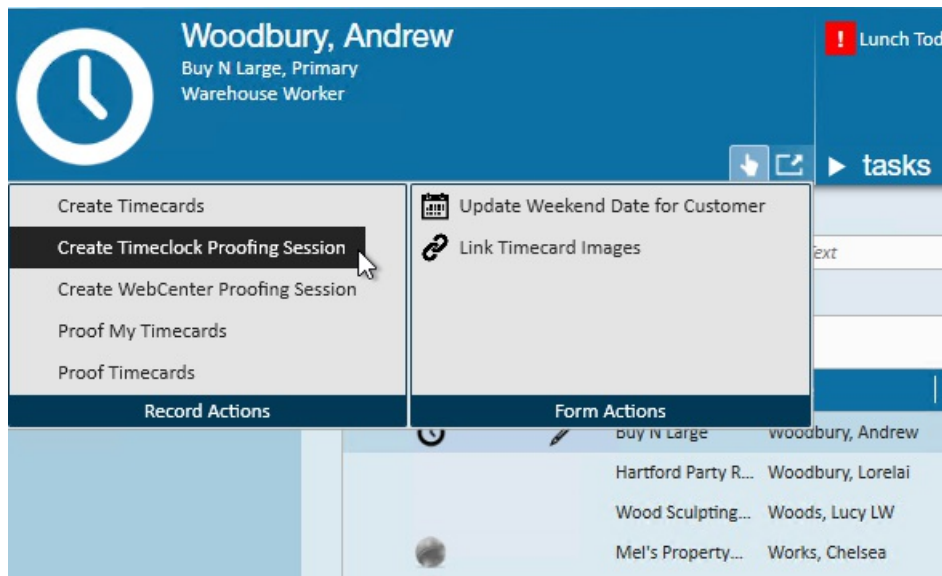 Woodbury, Andrew
Buy N Large, Primary
Warehouse Worker
! Lunch Tod
tasks
Create Timecards
Create Timeclock Proofing Session
Create WebCenter Proofing Session
Proof My Timecards
Proof Timecards
Record Actions
Update Weekend Date for Customer
Link Timecard Images
Form Actions
Text
Buy N Large Woodbury, Andrew
Hartford Party R... Woodbury, Lorelai
Wood Sculpting... Woods, Lucy LW
Mel's Property... Works, Chelsea